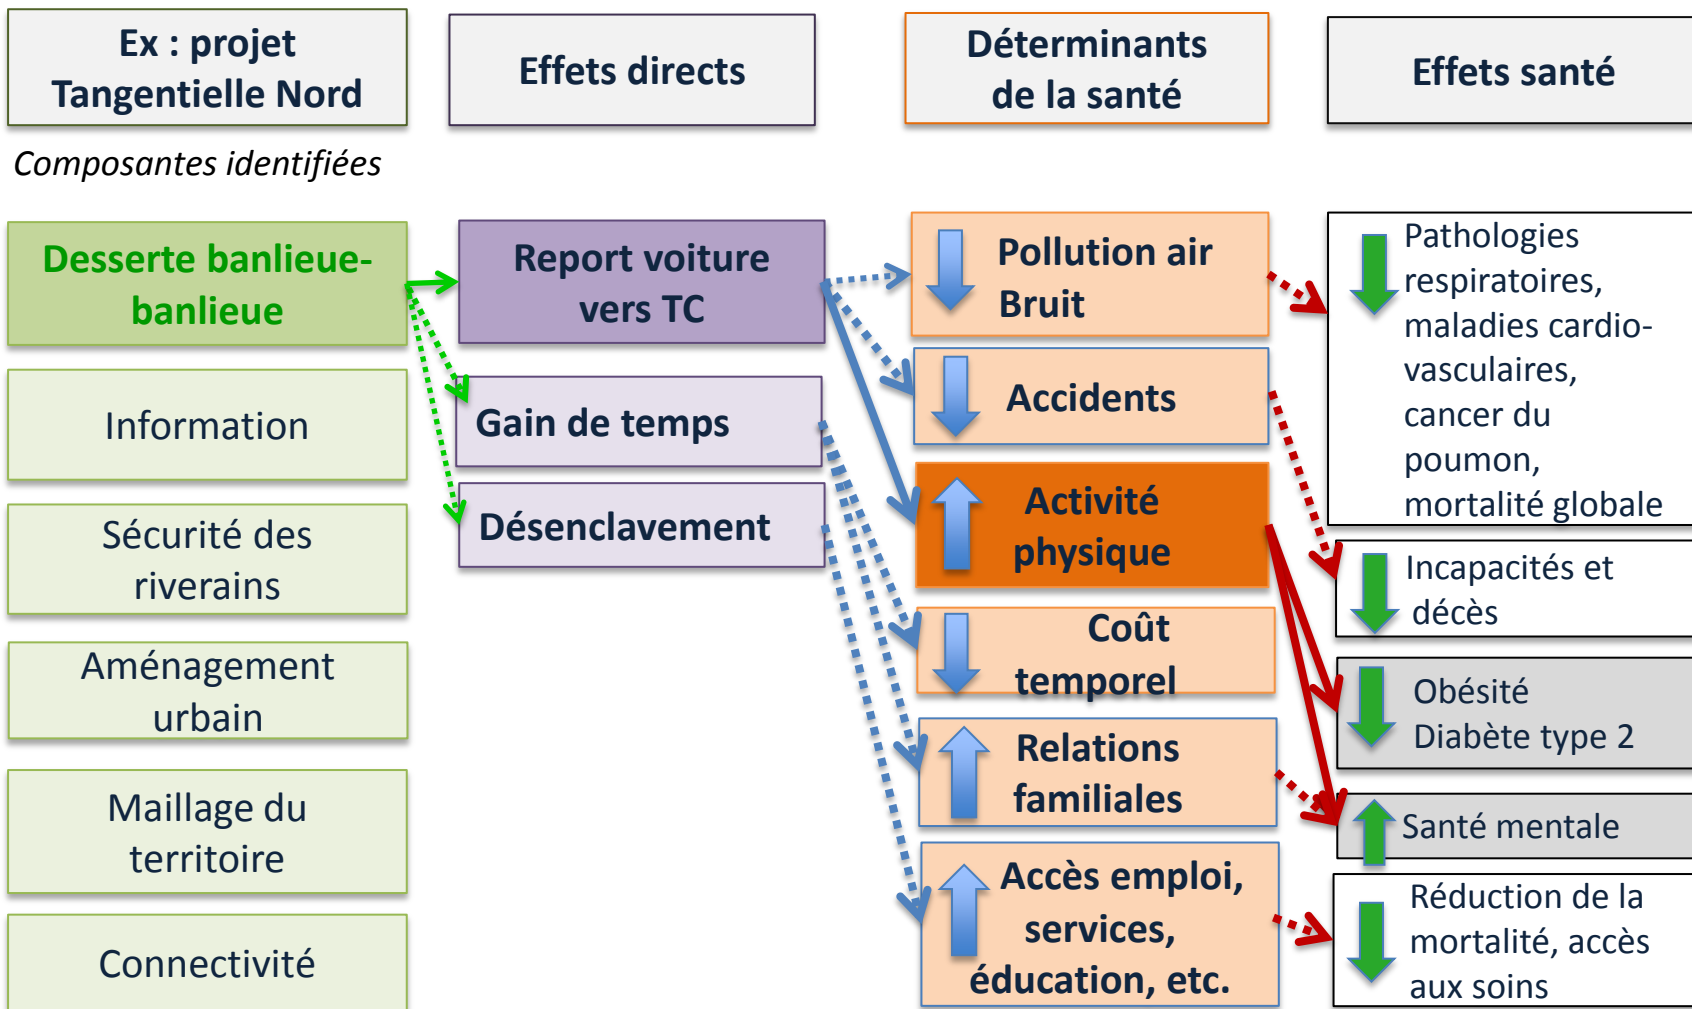 Ex : projet
Tangentielle Nord
Effets directs
Déterminants
de la santé
Effets santé
Composantes identifiées
Desserte banlieue-
banlieue
Information
Sécurité des
riverains
Aménagement
urbain
Maillage du
territoire
Connectivité
Report voiture
vers TC
Gain de temps
Désenclavement
Pollution air
Bruit
Accidents
Activité
physique
Coût
temporel
Relations
familiales
Accès emploi,
services,
éducation, etc.
Pathologies
respiratoires,
maladies cardio-
vasculaires,
cancer du
poumon,
mortalité globale
Incapacités et
décès
Obésité
Diabète type 2
Santé mentale
Réduction de la
mortalité, accès
aux soins